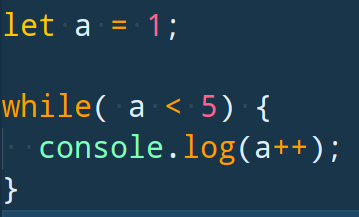 let a = 1;
while( a < 5) {
  console.log(a++);
}